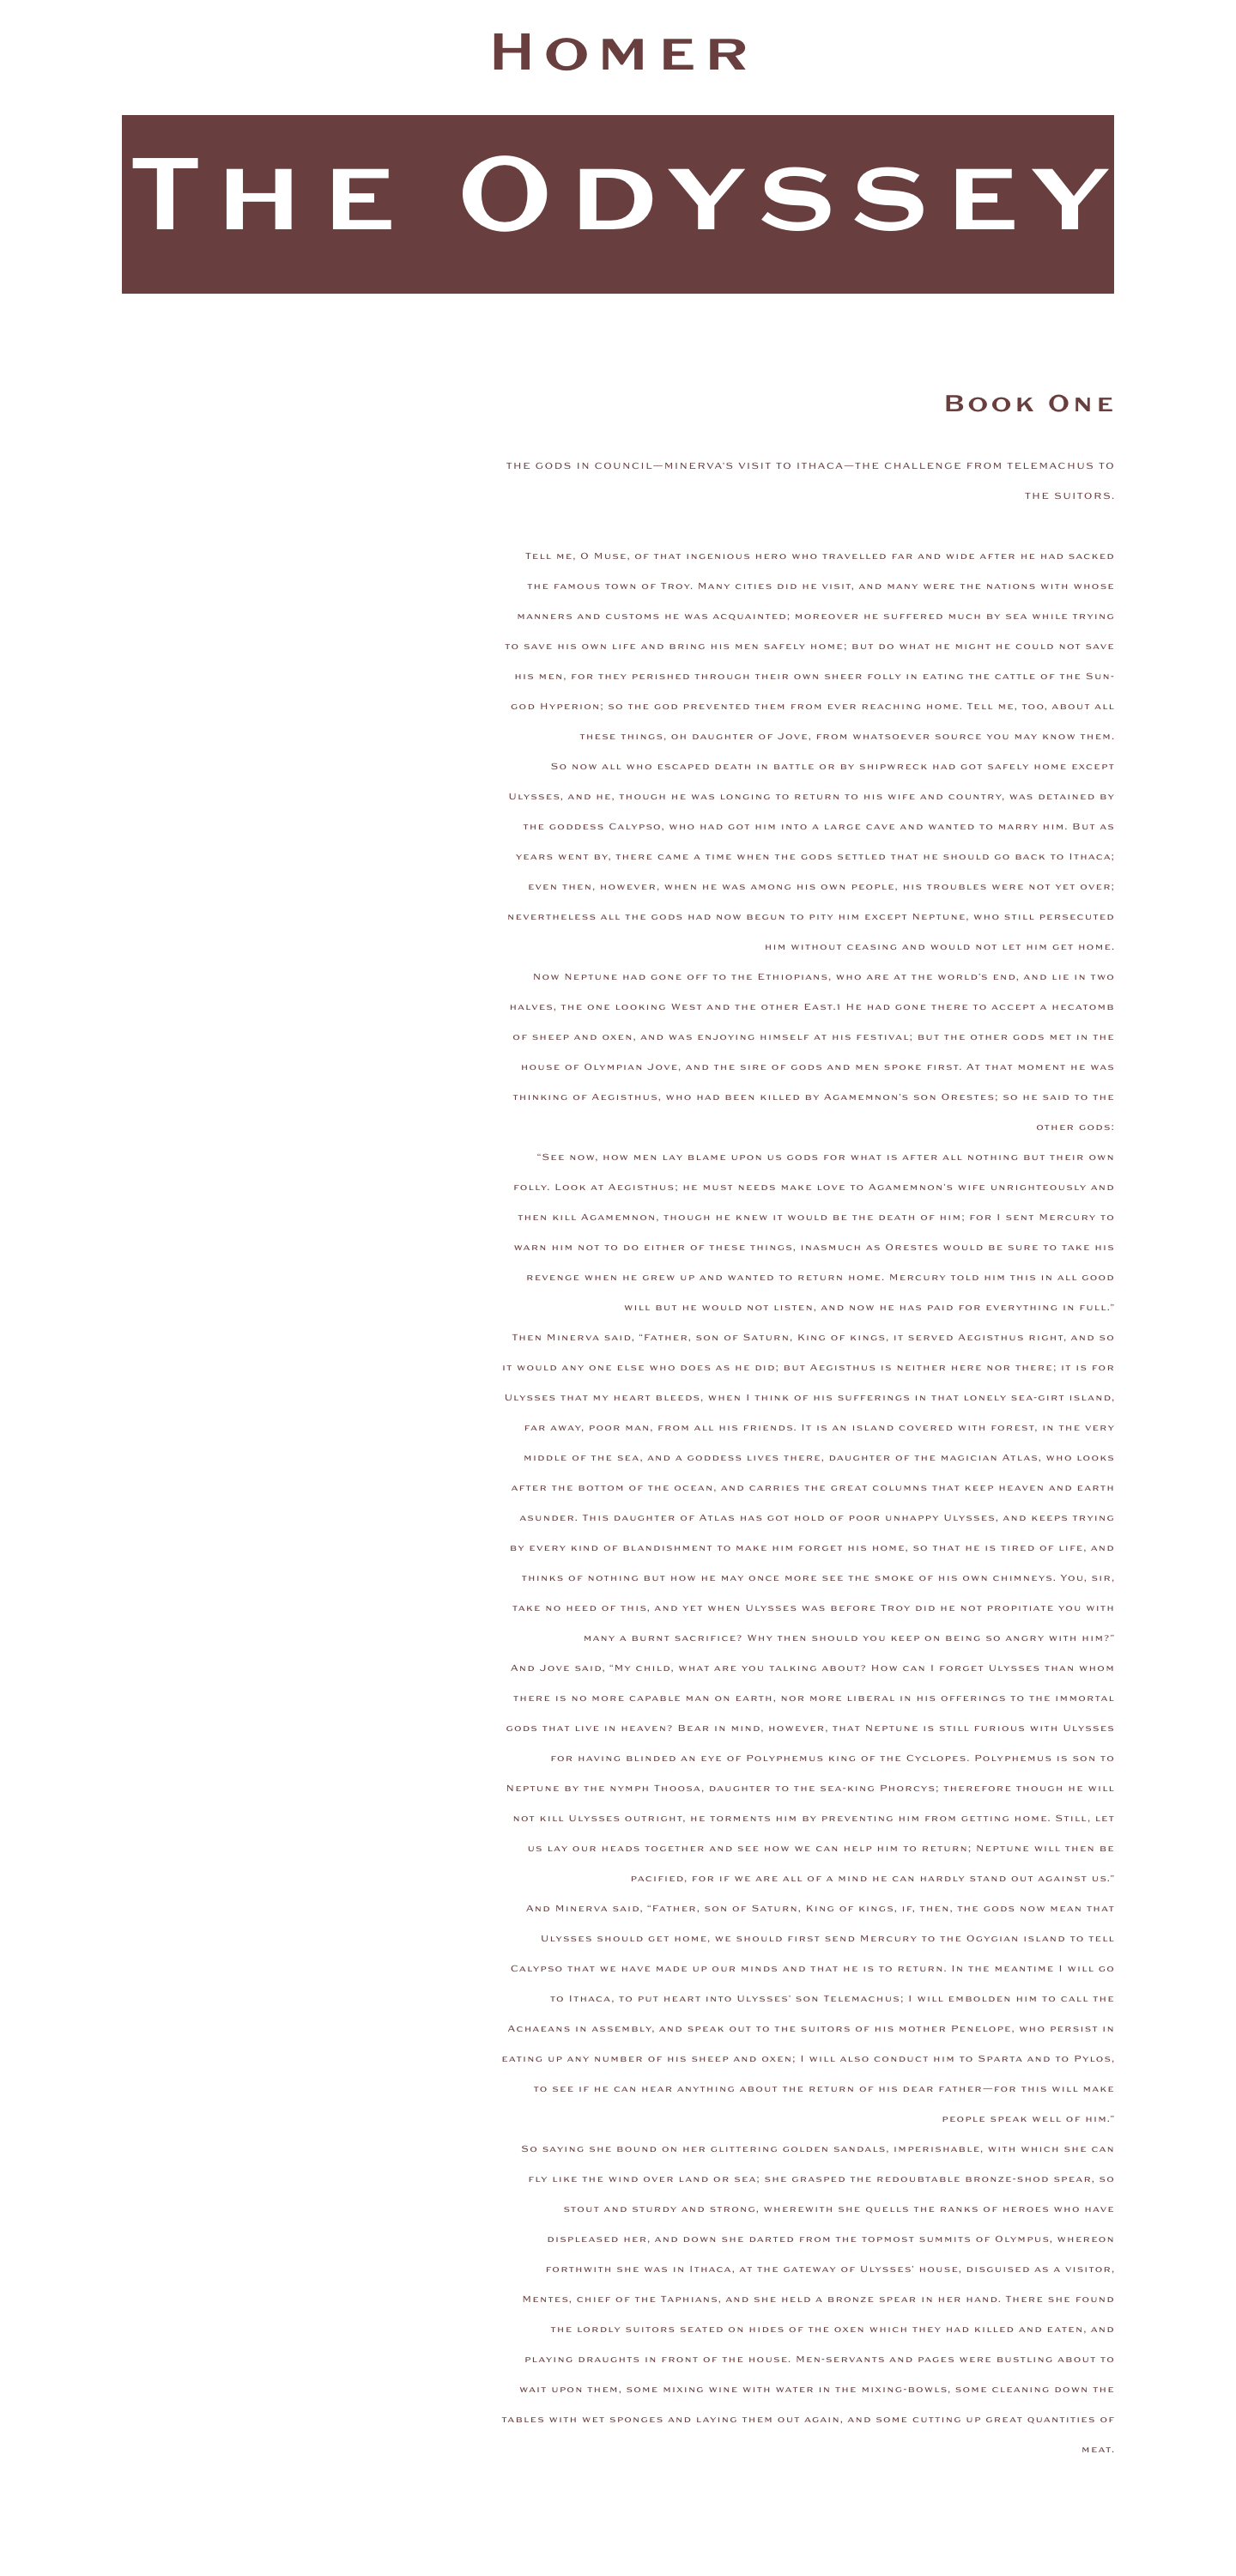 Homer
The Odyssey
Book One
THE GODS IN COUNCIL—MINERVA'S VISIT TO ITHACA—THE CHALLENGE FROM TELEMACHUS TO
THE SUITORS.
Tell me, O Muse, of that ingenious hero who travelled far and wide after he had sacked
the famous town of Troy. Many cities did he visit, and many were the nations with whose
manners and customs he was acquainted; moreover he suffered much by sea while trying
to save his own life and bring his men safely home; but do what he might he could not save
his men, for they perished through their own sheer folly in eating the cattle of the Sun-
god Hyperion; so the god prevented them from ever reaching home. Tell me, too, about all
these things, oh daughter of Jove, from whatsoever source you may know them.
So now all who escaped death in battle or by shipwreck had got safely home except
Ulysses, and he, though he was longing to return to his wife and country, was detained by
the goddess Calypso, who had got him into a large cave and wanted to marry him. But as
years went by, there came a time when the gods settled that he should go back to Ithaca;
even then, however, when he was among his own people, his troubles were not yet over;
nevertheless all the gods had now begun to pity him except Neptune, who still persecuted
him without ceasing and would not let him get home.
Now Neptune had gone off to the Ethiopians, who are at the world's end, and lie in two
halves, the one looking West and the other East.1 He had gone there to accept a hecatomb
of sheep and oxen, and was enjoying himself at his festival; but the other gods met in the
house of Olympian Jove, and the sire of gods and men spoke first. At that moment he was
thinking of Aegisthus, who had been killed by Agamemnon's son Orestes; so he said to the
other gods:
"See now, how men lay blame upon us gods for what is after all nothing but their own
folly. Look at Aegisthus; he must needs make love to Agamemnon's wife unrighteously and
then kill Agamemnon, though he knew it would be the death of him; for I sent Mercury to
warn him not to do either of these things, inasmuch as Orestes would be sure to take his
revenge when he grew up and wanted to return home. Mercury told him this in all good
will but he would not listen, and now he has paid for everything in full."
Then Minerva said, "Father, son of Saturn, King of kings, it served Aegisthus right, and so
it would any one else who does as he did; but Aegisthus is neither here nor there; it is for
Ulysses that my heart bleeds, when I think of his sufferings in that lonely sea-girt island,
far away, poor man, from all his friends. It is an island covered with forest, in the very
middle of the sea, and a goddess lives there, daughter of the magician Atlas, who looks
after the bottom of the ocean, and carries the great columns that keep heaven and earth
asunder. This daughter of Atlas has got hold of poor unhappy Ulysses, and keeps trying
by every kind of blandishment to make him forget his home, so that he is tired of life, and
thinks of nothing but how he may once more see the smoke of his own chimneys. You, sir,
take no heed of this, and yet when Ulysses was before Troy did he not propitiate you with
many a burnt sacrifice? Why then should you keep on being so angry with him?"
And Jove said, "My child, what are you talking about? How can I forget Ulysses than whom
there is no more capable man on earth, nor more liberal in his offerings to the immortal
gods that live in heaven? Bear in mind, however, that Neptune is still furious with Ulysses
for having blinded an eye of Polyphemus king of the Cyclopes. Polyphemus is son to
Neptune by the nymph Thoosa, daughter to the sea-king Phorcys; therefore though he will
not kill Ulysses outright, he torments him by preventing him from getting home. Still, let
us lay our heads together and see how we can help him to return; Neptune will then be
pacified, for if we are all of a mind he can hardly stand out against us."
And Minerva said, "Father, son of Saturn, King of kings, if, then, the gods now mean that
Ulysses should get home, we should first send Mercury to the Ogygian island to tell
Calypso that we have made up our minds and that he is to return. In the meantime I will go
to Ithaca, to put heart into Ulysses' son Telemachus; I will embolden him to call the
Achaeans in assembly, and speak out to the suitors of his mother Penelope, who persist in
eating up any number of his sheep and oxen; I will also conduct him to Sparta and to Pylos,
to see if he can hear anything about the return of his dear father—for this will make
people speak well of him."
So saying she bound on her glittering golden sandals, imperishable, with which she can
fly like the wind over land or sea; she grasped the redoubtable bronze-shod spear, so
stout and sturdy and strong, wherewith she quells the ranks of heroes who have
displeased her, and down she darted from the topmost summits of Olympus, whereon
forthwith she was in Ithaca, at the gateway of Ulysses' house, disguised as a visitor,
Mentes, chief of the Taphians, and she held a bronze spear in her hand. There she found
the lordly suitors seated on hides of the oxen which they had killed and eaten, and
playing draughts in front of the house. Men-servants and pages were bustling about to
wait upon them, some mixing wine with water in the mixing-bowls, some cleaning down the
tables with wet sponges and laying them out again, and some cutting up great quantities of
meat.